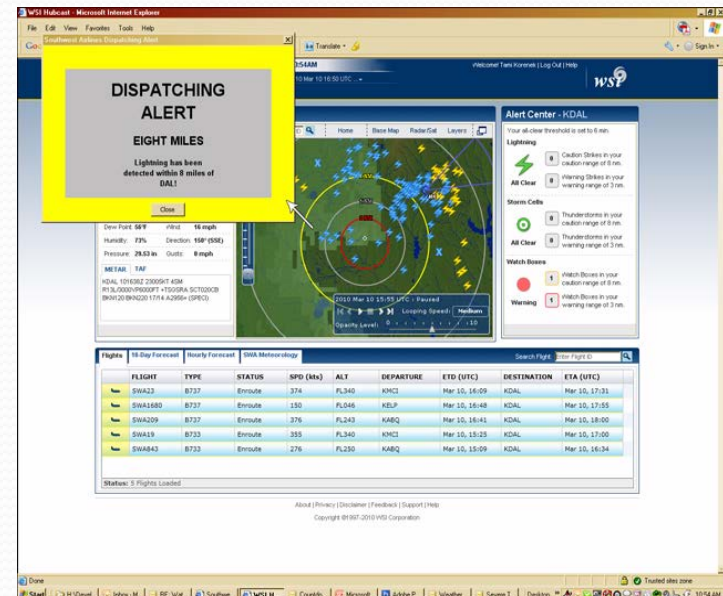 WSI Hubcast - Microsoft Internet Explorer
File Edit View Favorites Tools Help
Translate
Sign In
Southwest Airlines Dispatching Alert
DISPATCHING
ALERT
EIGHT MILES
Lightning has been
detected within 8 miles of
DAL!
Close
10 Mar 10 16:50 UTC
Welcome! Tami Korenek | Log Out | Help
wsi
Home Base Map Radar/Sat Layers
Dew Point: 56°F Wind: 16 mph
Humidity: 73% Direction: 150° (SSE)
Pressure: 29.53 in Gusts: 0 mph
METAR TAF
2010 Mar 10 15:55 UTC : Paused
Looping Speed: Medium
Opacity Level: 0 10
Alert Center - KDAL
Your all-clear threshold is set to 6 min.
Lightning
All Clear
0 Caution Strikes in your
caution range of 8 nm.
0 Warning Strikes in your
warning range of 3 nm.
Storm Cells
All Clear
0 Thunderstorms in your
caution range of 8 nm.
0 Thunderstorms in your
warning range of 3 nm.
Watch Boxes
Warning
1 Watch Boxes in your
caution range of 8 nm.
1 Watch Boxes in your
warning range of 3 nm.
Flights 10-Day Forecast Hourly Forecast SWA Meteorology
Search Flight: Enter Flight ID
FLIGHT TYPE STATUS SPD (kts) ALT DEPARTURE ETD (UTC) DESTINATION ETA (UTC)
SWA23 B737 Enroute 374 FL340 KMCI Mar 10, 16:09 KDAL Mar 10, 17:31
SWA1680 B737 Enroute 150 FL046 KELP Mar 10, 16:48 KDAL Mar 10, 17:55
SWA209 B737 Enroute 376 FL243 KABQ Mar 10, 16:41 KDAL Mar 10, 18:00
SWA19 B733 Enroute 355 FL340 KMCI Mar 10, 15:25 KDAL Mar 10, 17:00
SWA843 B733 Enroute 276 FL250 KABQ Mar 10, 15:09 KDAL Mar 10, 16:34
Status: 5 Flights Loaded
About | Privacy | Disclaimer | Feedback | Support | Help
Copyright ©1997-2010 WSI Corporation
Done
Trusted sites zone
Start
10:54 AM